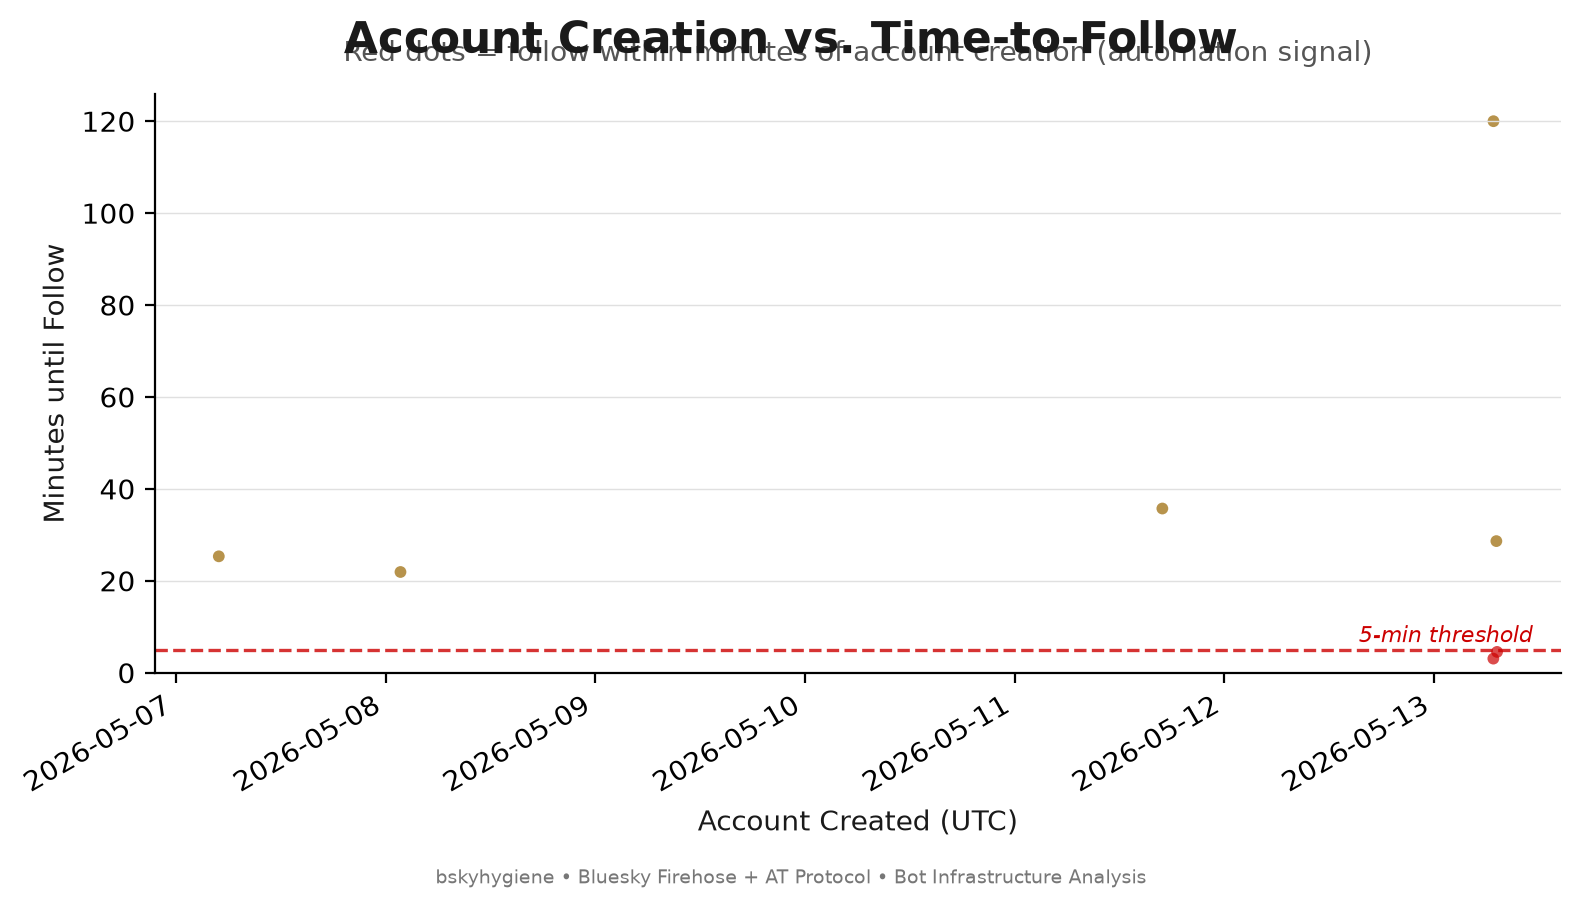 Account Creation vs. Time-to-Follow
Red dots = follow within minutes of account creation (automation signal)
120
100
80
60
40
20
0
Minutes until Follow
5-min threshold
2026-05-07
2026-05-08
2026-05-09
2026-05-10
2026-05-11
2026-05-12
2026-05-13
Account Created (UTC)
bskyhygiene • Bluesky Firehose + AT Protocol • Bot Infrastructure Analysis